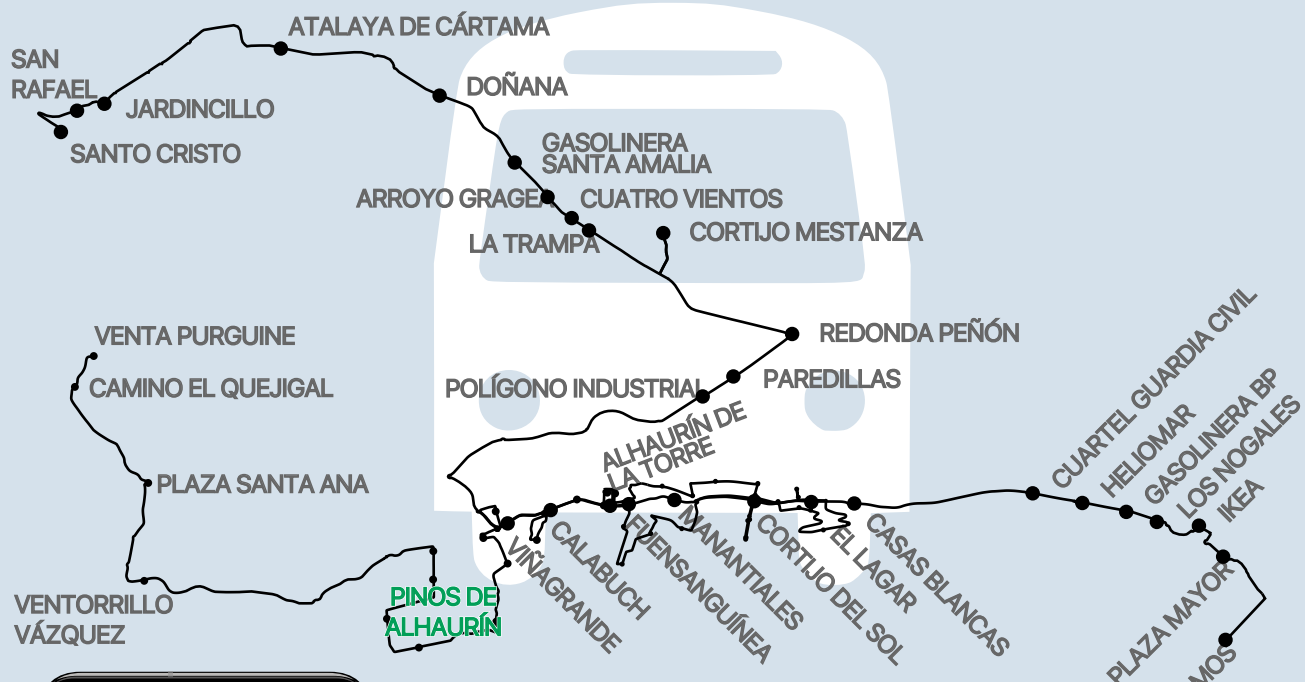 ATALAYA DE CÁRTAMA
SAN
RAFAEL
JARDINCILLO
SANTO CRISTO
DOÑANA
GASOLINERA
SANTA AMALIA
ARROYO GRAGEA
CUATRO VIENTOS
LA TRAMPA
CORTIJO MESTANZA
REDONDA PEÑÓN
VENTA PURGUINE
CAMINO EL QUEJIGAL
POLÍGONO INDUSTRIAL
PAREDILLAS
ALHAURÍN DE
LA TORRE
PLAZA SANTA ANA
CUARTEL GUARDIA CIVIL
HELIOMAR
GASOLINERA BP
LOS NOGALES
IKEA
VIÑAGRANDE
CALABUCH
FUENSANGUÍNEA
MANANTIALES
CORTIJO DEL SOL
EL LAGAR
CASAS BLANCAS
VENTORRILLO
VÁZQUEZ
PINOS DE
ALHAURÍN
PLAZA MAYOR